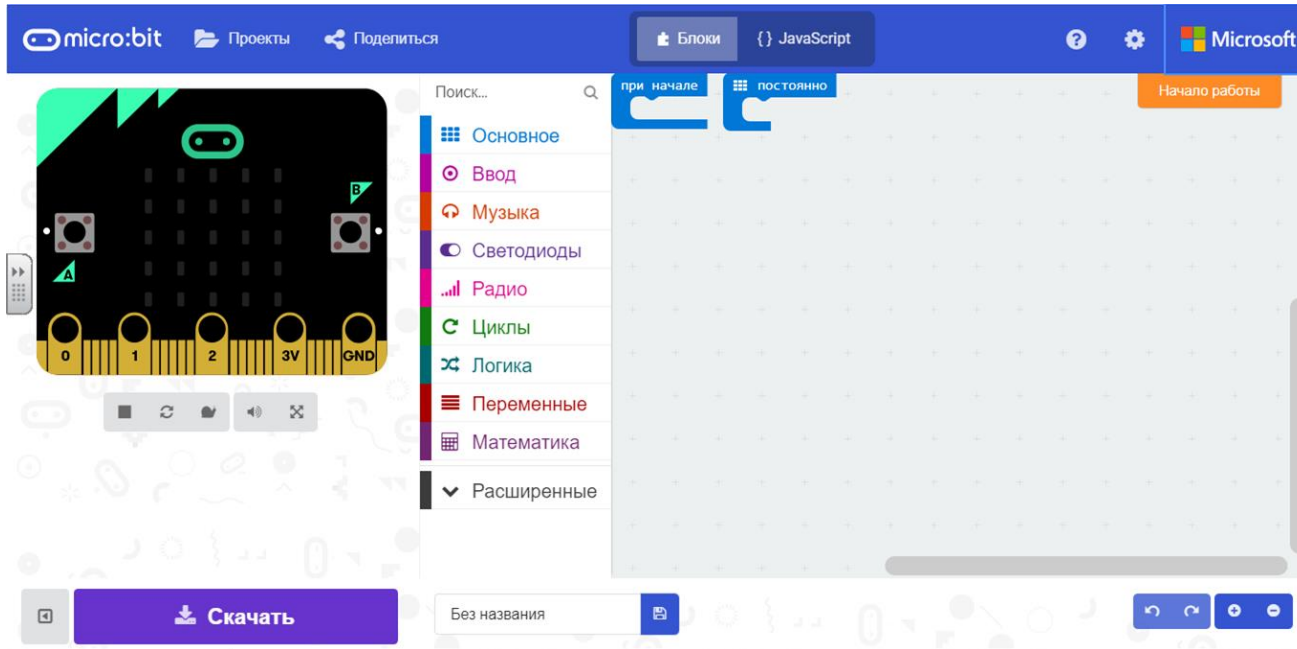 micro:bit Проекты Поделиться Блоки {} JavaScript ? Microsoft
Поиск...
при начале
постоянно
Начало работы
Основное
Ввод
Музыка
Светодиоды
Радио
Циклы
Логика
Переменные
Математика
Расширенные
B
A
0 1 2 3V GND
Скачать
Без названия